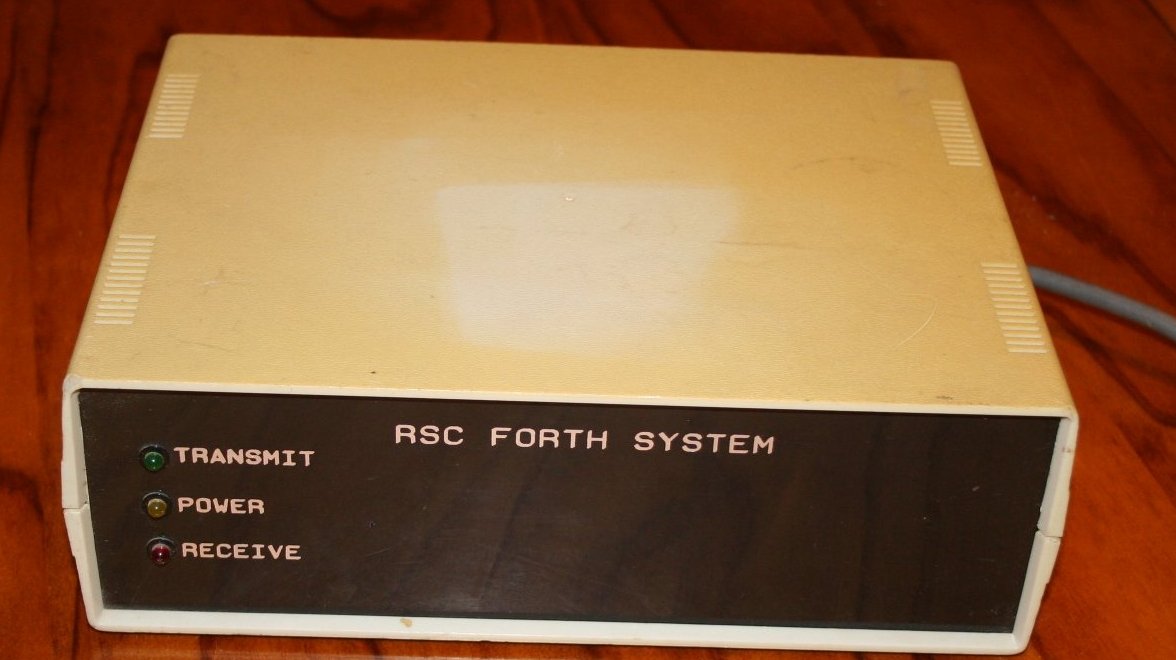 RSC FORTH SYSTEM
TRANSMIT
POWER
RECEIVE